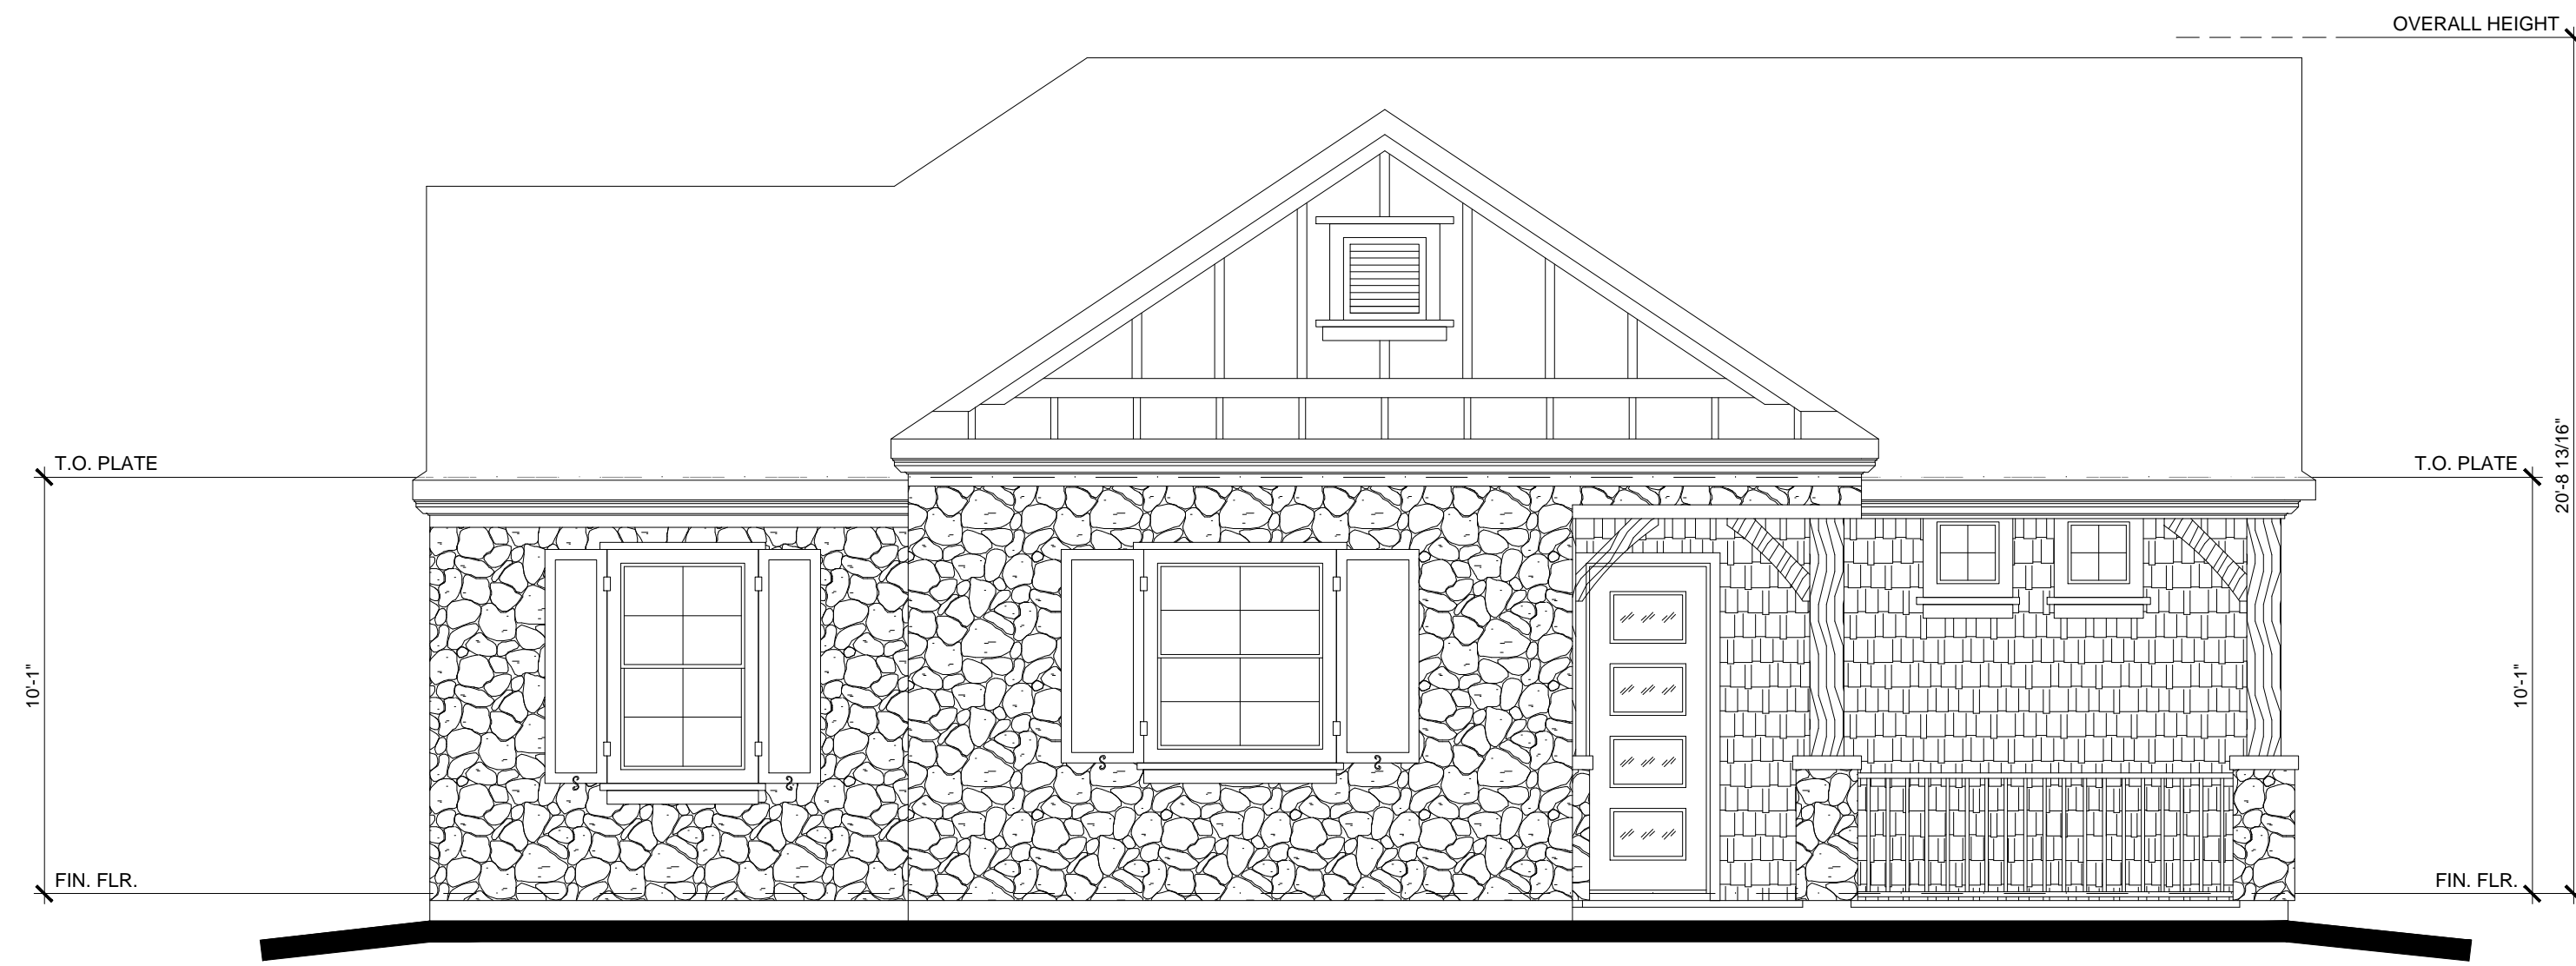 OVERALL HEIGHT
T.O. PLATE
T.O. PLATE
20'-8 13/16"
10'-1"
10'-1"
FIN. FLR.
FIN. FLR.